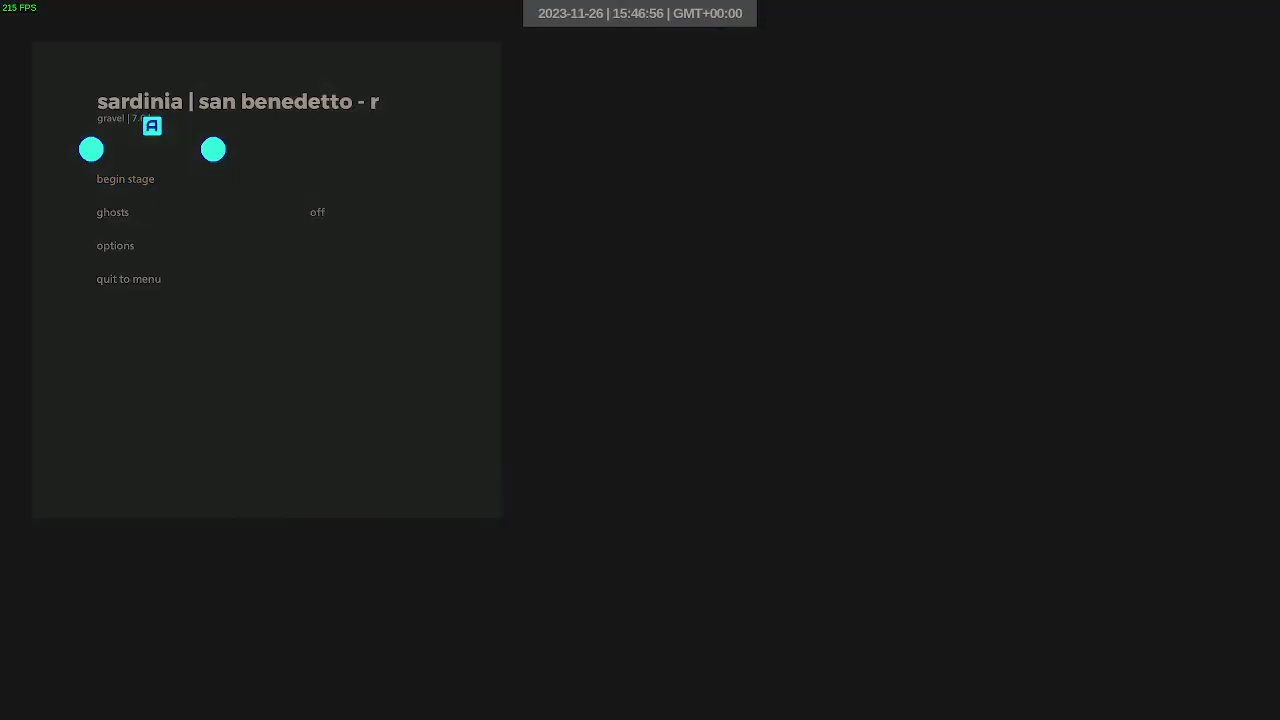 215 FPS
2023-11-26 | 15:46:56 | GMT+00:00
sardinia | san benedetto - r
gravel |
A
begin stage
ghosts off
options
quit to menu